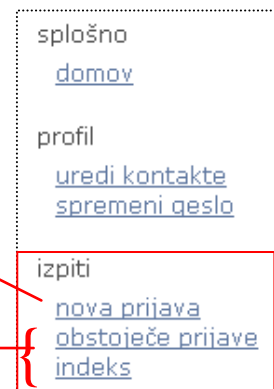 splošno
domov
profil
uredi kontakte
spremeni geslo
izpiti
nova prijava
obstoječe prijave
indeks